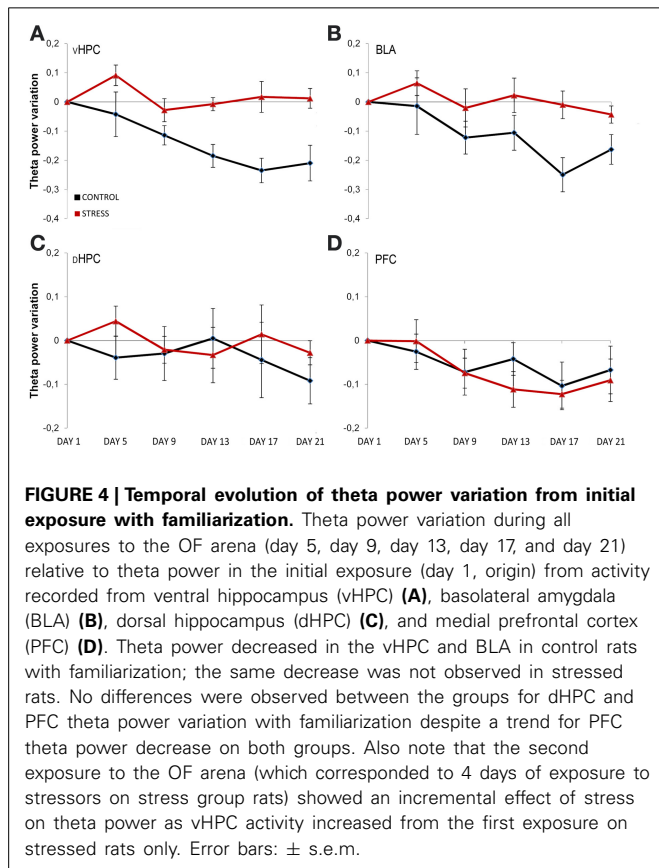 A
vHPC
B
BLA
0,2
0,1
0
-0,1
-0,2
-0,3
-0,4
Theta power variation
CONTROL
STRESS
0,2
0,1
0
-0,1
-0,2
-0,3
-0,4
C
DHPC
D
PFC
0,2
0,1
0
-0,1
-0,2
Theta power variation
DAY 1 DAY 5 DAY 9 DAY 13 DAY 17 DAY 21
0,2
0,1
0
-0,1
-0,2
DAY 1 DAY 5 DAY 9 DAY 13 DAY 17 DAY 21
FIGURE 4 | Temporal evolution of theta power variation from initial
exposure with familiarization. Theta power variation during all
exposures to the OF arena (day 5, day 9, day 13, day 17, and day 21)
relative to theta power in the initial exposure (day 1, origin) from activity
recorded from ventral hippocampus (vHPC) (A), basolateral amygdala
(BLA) (B), dorsal hippocampus (dHPC) (C), and medial prefrontal cortex
(PFC) (D). Theta power decreased in the vHPC and BLA in control rats
with familiarization; the same decrease was not observed in stressed
rats. No differences were observed between the groups for dHPC and
PFC theta power variation with familiarization despite a trend for PFC
theta power decrease on both groups. Also note that the second
exposure to the OF arena (which corresponded to 4 days of exposure to
stressors on stress group rats) showed an incremental effect of stress
on theta power as vHPC activity increased from the first exposure on
stressed rats only. Error bars: ± s.e.m.